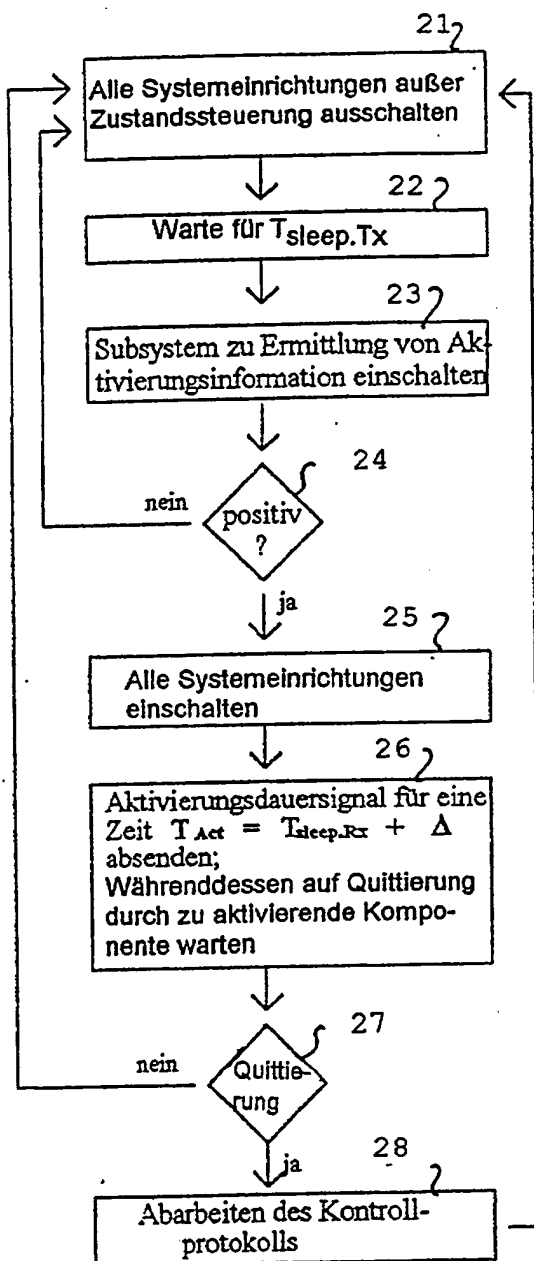 21
Alle Systemeinrichtungen außer
Zustandssteuerung ausschalten
22
Warte für Tsleep.Tx
23
Subsystem zu Ermittlung von Ak-
tivierungsinformation einschalten
24
nein
positiv
?
ja
25
Alle Systemeinrichtungen
einschalten
26
Aktivierungsdauersignal für eine
Zeit TAct = Tsleep.Rx + Δ
absenden;
Währenddessen auf Quittierung
durch zu aktivierende Kompo-
nente warten
27
nein
Quittie-
rung
ja
28
Abarbeiten des Kontroll-
protokolls